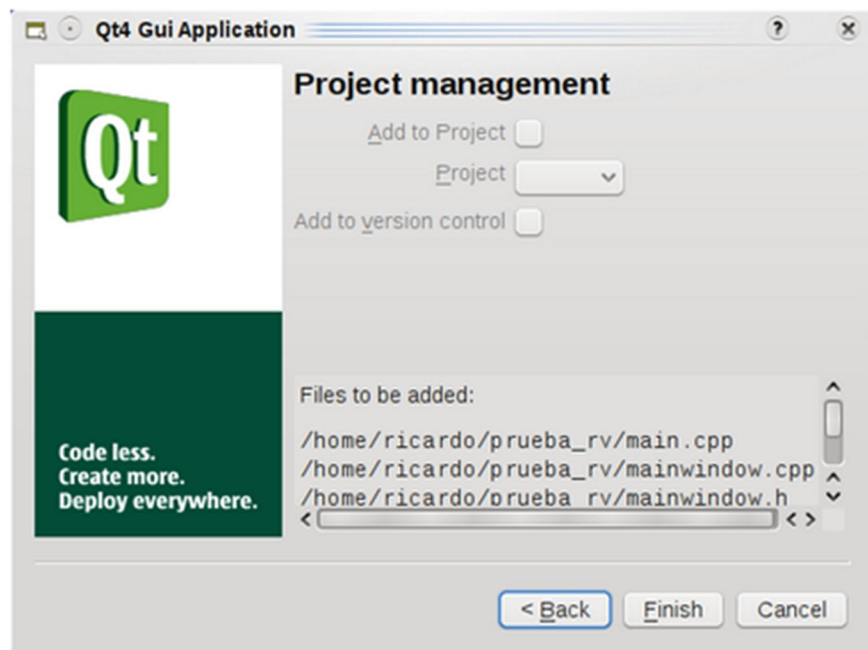 Qt4 Gui Application
?
Project management
Qt
Add to Project
Project
Add to version control
Files to be added:
/home/ricardo/prueba_rv/main.cpp
/home/ricardo/prueba_rv/mainwindow.cpp
/home/ricardo/prueba_rv/mainwindow.h
Code less.
Create more.
Deploy everywhere.
< Back
Finish
Cancel